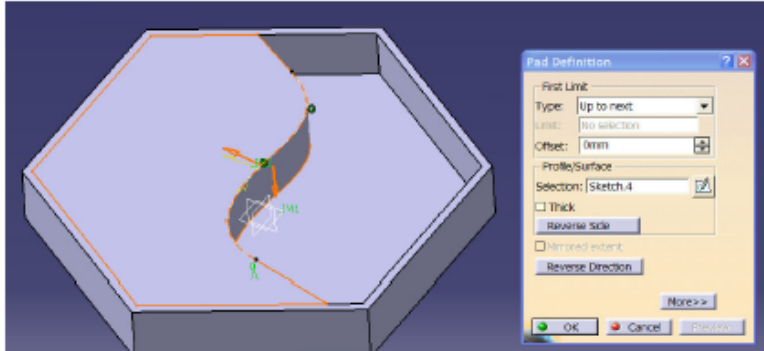 Pad Definition
First Limit
Type: Up to next
Limit: No selection
Offset: 0mm
Profile/Surface
Selection: Sketch.4
Thick
Reverse Side
Mirrored extent
Reverse Direction
More>>
OK Cancel Preview